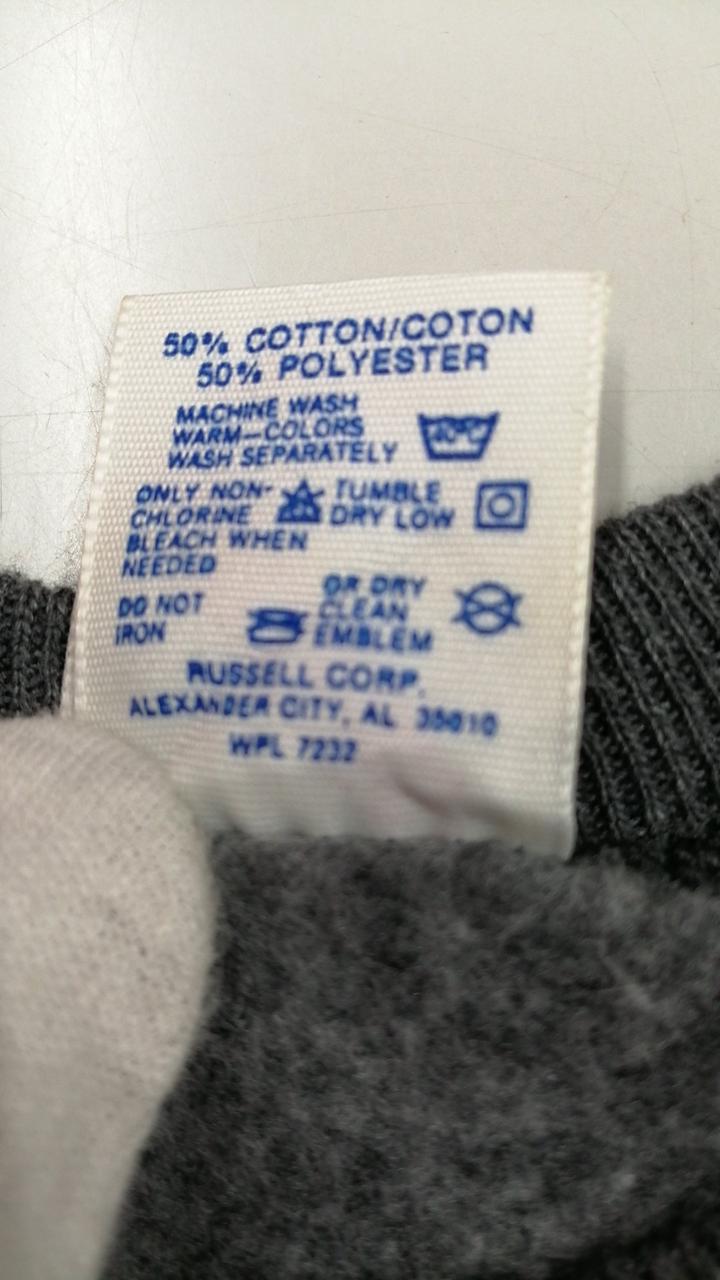 50% COTTON/COTON
50% POLYESTER
MACHINE WASH
WARM—COLORS
WASH SEPARATELY
ONLY NON-
CHLORINE
BLEACH WHEN
NEEDED
TUMBLE
DRY LOW
DO NOT
IRON
OR DRY
CLEAN
EMBLEM
RUSSELL CORP.
ALEXANDER CITY, AL 35010
WPL 7232